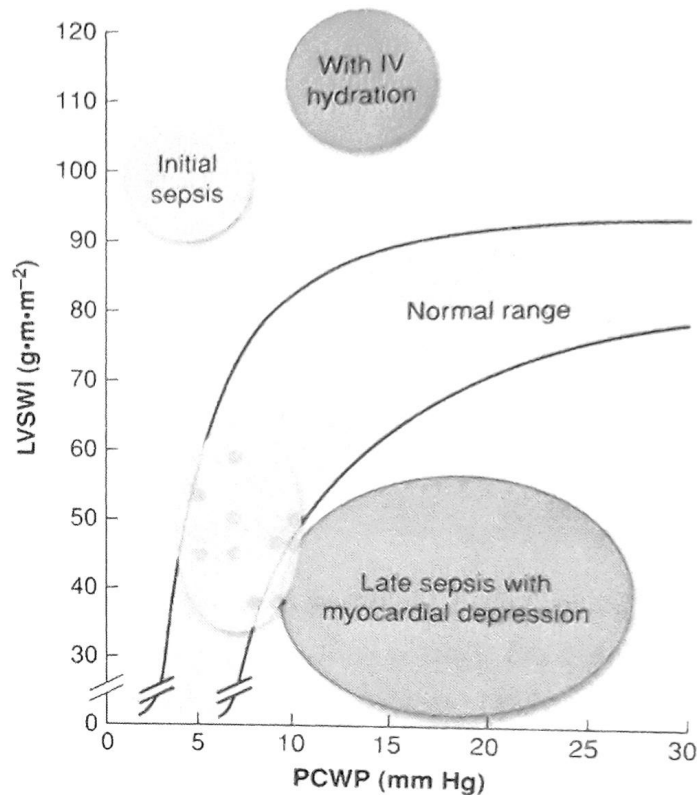 120
110
100
90
80
70
60
50
40
30
0
LVSWI (g•m•m⁻²)
With IV
hydration
Initial
sepsis
Normal range
Late sepsis with
myocardial depression
0 5 10 15 20 25 30
PCWP (mm Hg)